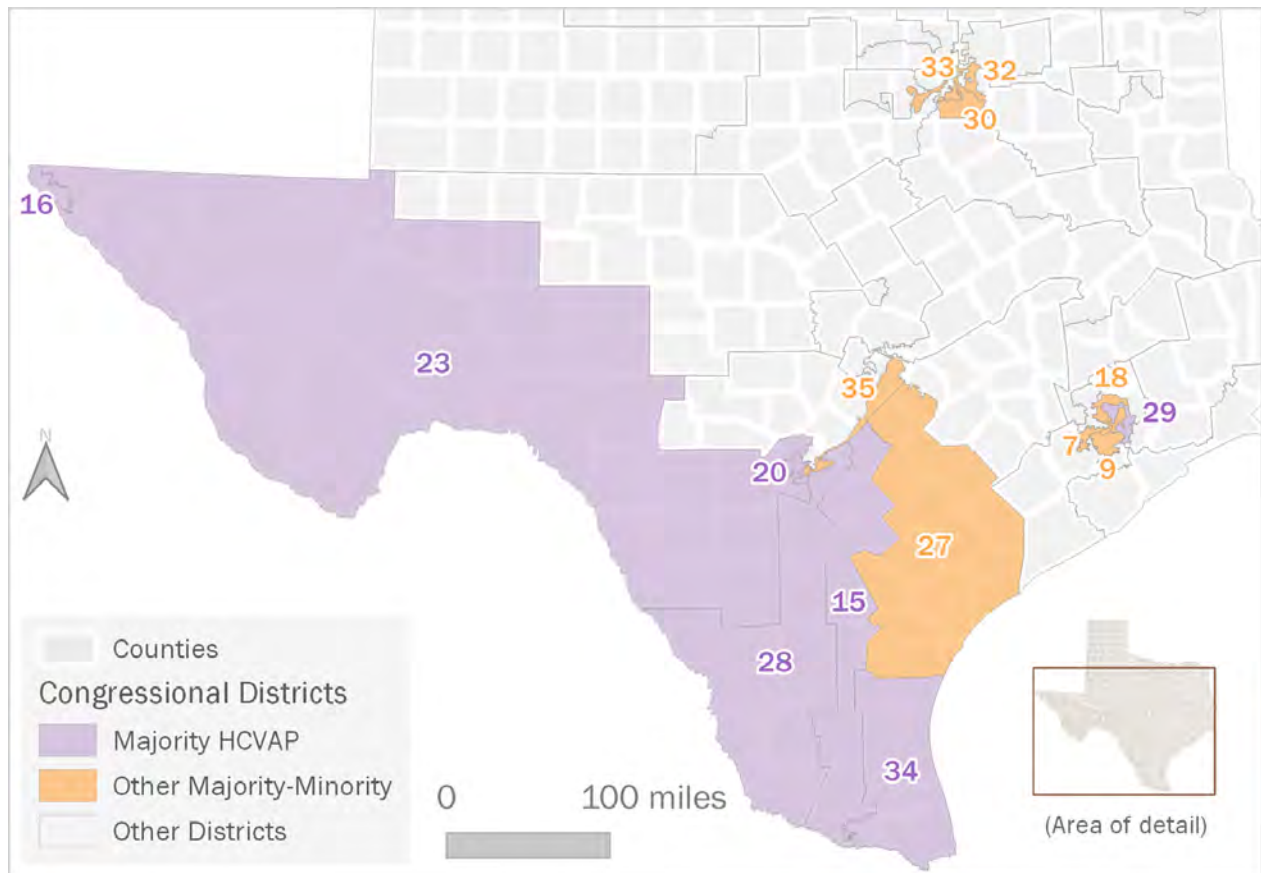 33
32
30
16
23
18
35
29
7
9
20
27
15
28
34
N
Counties
Congressional Districts
Majority HCVAP
Other Majority-Minority
Other Districts
0
100 miles
(Area of detail)